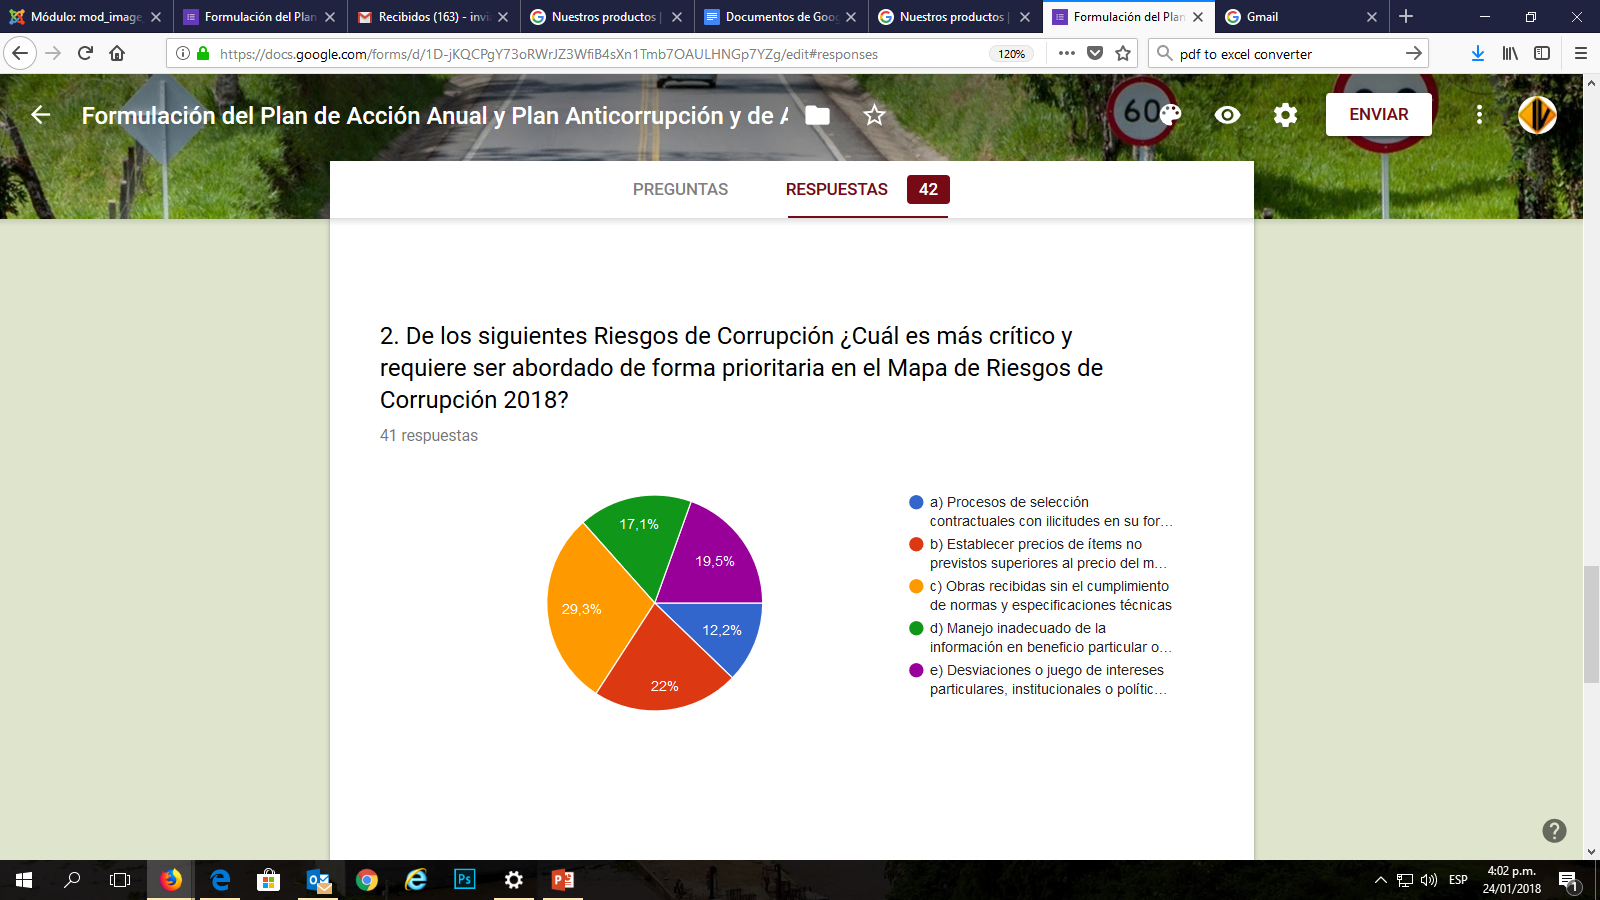 Módulo: mod_image
Formulación del Plan
Recibidos (163) - invi
Nuestros productos |
Documentos de Goo
Nuestros productos |
Formulación del Plan
Gmail
https://docs.google.com/forms/d/1D-jKQCPgY73oRWrJZ3WfiB4sXn1Tmb7OAULHNGp7YZg/edit#responses
120%
pdf to excel converter
Formulación del Plan de Acción Anual y Plan Anticorrupción y de A
60
ENVIAR
PREGUNTAS
RESPUESTAS 42
2. De los siguientes Riesgos de Corrupción ¿Cuál es más crítico y
requiere ser abordado de forma prioritaria en el Mapa de Riesgos de
Corrupción 2018?
41 respuestas
17,1%
19,5%
29,3%
12,2%
22%
a) Procesos de selección
contractuales con ilicitudes en su for...
b) Establecer precios de ítems no
previstos superiores al precio del m...
c) Obras recibidas sin el cumplimiento
de normas y especificaciones técnicas
d) Manejo inadecuado de la
información en beneficio particular o...
e) Desviaciones o juego de intereses
particulares, institucionales o polític...
Ps
ESP
4:02 p.m.
24/01/2018
1